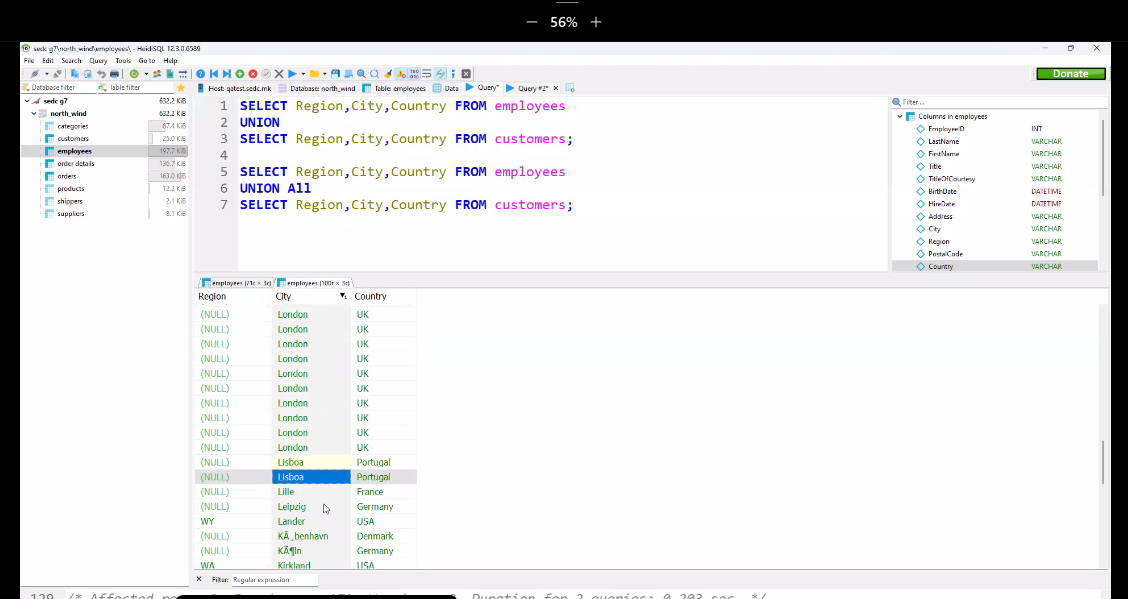 56%
sedc g7\north_wind\employees\ - HeidiSQL 12.3.0.6589
File Edit Search Query Tools Go to Help
Donate
Database filter Table filter Host: qatest.sedc.mk Database: north_wind Table: employees Data Query* Query #2*
sedc g7 632.2 KiB
north_wind 632.2 KiB
categories 87.4 KiB
customers 25.0 KiB
employees 197.7 KiB
order details 136.7 KiB
orders 163.0 KiB
products 12.2 KiB
shippers 2.1 KiB
suppliers 8.1 KiB
1 SELECT Region,City,Country FROM employees
2 UNION
3 SELECT Region,City,Country FROM customers;
4
5 SELECT Region,City,Country FROM employees
6 UNION All
7 SELECT Region,City,Country FROM customers;
Filter ...
Columns in employees
EmployeeID INT
LastName VARCHAR
FirstName VARCHAR
Title VARCHAR
TitleOfCourtesy VARCHAR
BirthDate DATETIME
HireDate DATETIME
Address VARCHAR
City VARCHAR
Region VARCHAR
PostalCode VARCHAR
Country VARCHAR
employees (71r × 3c) employees (100r × 3c)
Region City Country
(NULL) London UK
(NULL) London UK
(NULL) London UK
(NULL) London UK
(NULL) London UK
(NULL) London UK
(NULL) London UK
(NULL) London UK
(NULL) London UK
(NULL) London UK
(NULL) Lisboa Portugal
(NULL) Lisboa Portugal
(NULL) Lille France
(NULL) Leipzig Germany
WY Lander USA
(NULL) KÃ¸benhavn Denmark
(NULL) KÃ¶ln Germany
WA Kirkland USA
Filter: Regular expression
129 /* Affected Duration for 2 queries: 0.203 sec. */